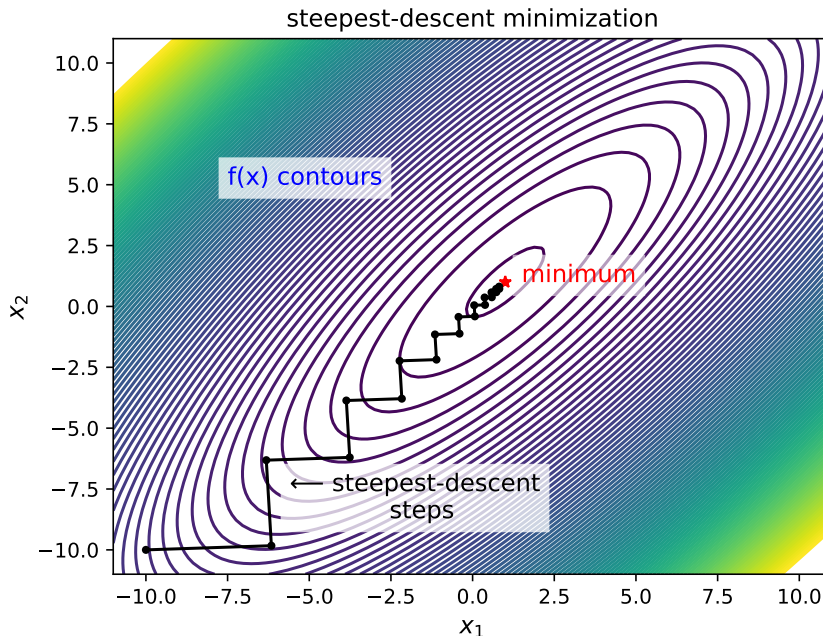 steepest-descent minimization
10.0
7.5
5.0
2.5
0.0
−2.5
−5.0
−7.5
−10.0
x₂
f(x) contours
minimum
← steepest-descent
steps
−10.0 −7.5 −5.0 −2.5 0.0 2.5 5.0 7.5 10.0
x₁